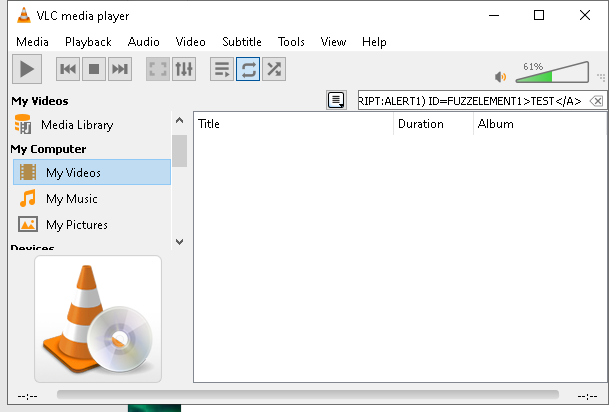 VLC media player
Media Playback Audio Video Subtitle Tools View Help
61%
My Videos
RIPT:ALERT1) ID=FUZZELEMENT1>TEST</A>
Media Library
Title Duration Album
My Computer
My Videos
My Music
My Pictures
Devices
--:-- --:--